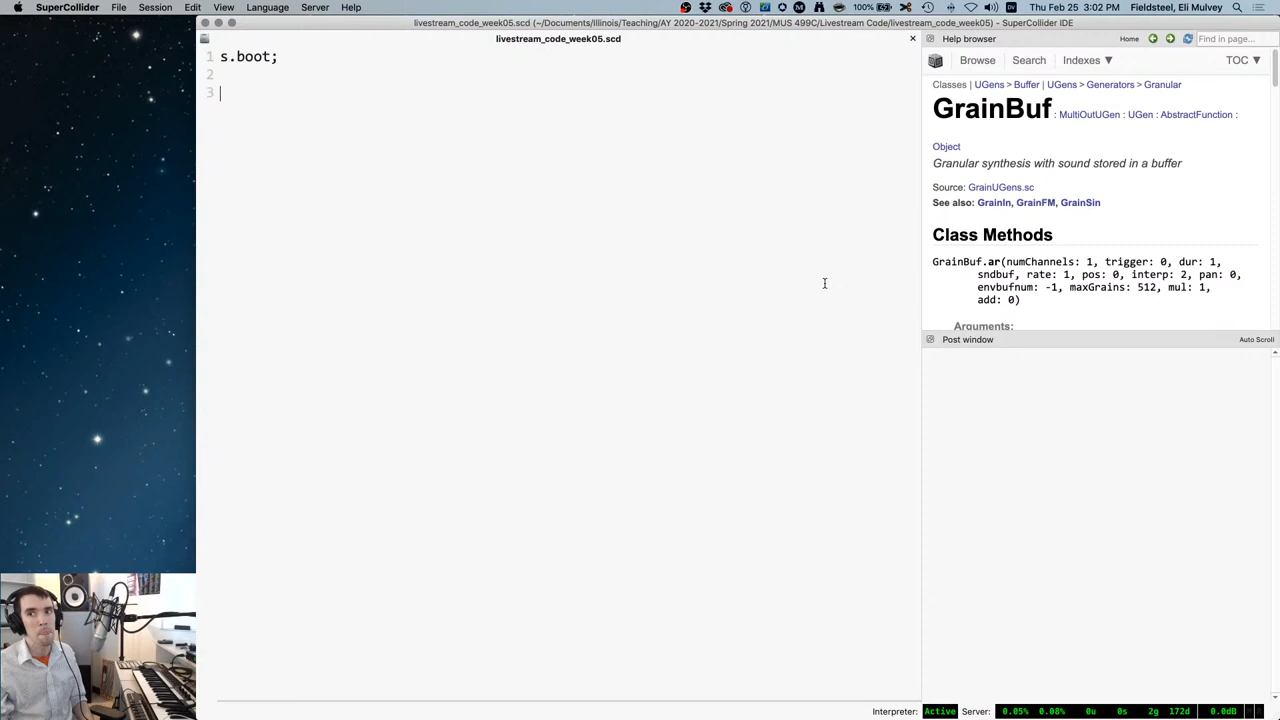 SuperCollider File Session Edit View Language Server Help 100% Thu Feb 25 3:02 PM Fieldsteel, Eli Mulvey
livestream_code_week05.scd (~/Documents/Illinois/Teaching/AY 2020-2021/Spring 2021/MUS 499C/Livestream Code/livestream_code_week05) - SuperCollider IDE
livestream_code_week05.scd
1 s.boot;
2
3
Help browser Home Find in page...
Browse Search Indexes ▼ TOC ▼
Classes | UGens > Buffer | UGens > Generators > Granular
GrainBuf : MultiOutUGen : UGen : AbstractFunction :
Object
Granular synthesis with sound stored in a buffer
Source: GrainUGens.sc
See also: GrainIn, GrainFM, GrainSin
Class Methods
GrainBuf.ar(numChannels: 1, trigger: 0, dur: 1,
sndbuf, rate: 1, pos: 0, interp: 2, pan: 0,
envbufnum: -1, maxGrains: 512, mul: 1,
add: 0)
Arguments:
Post window Auto Scroll
Interpreter: Active Server: 0.05% 0.08% 0u 0s 2g 172d 0.0dB